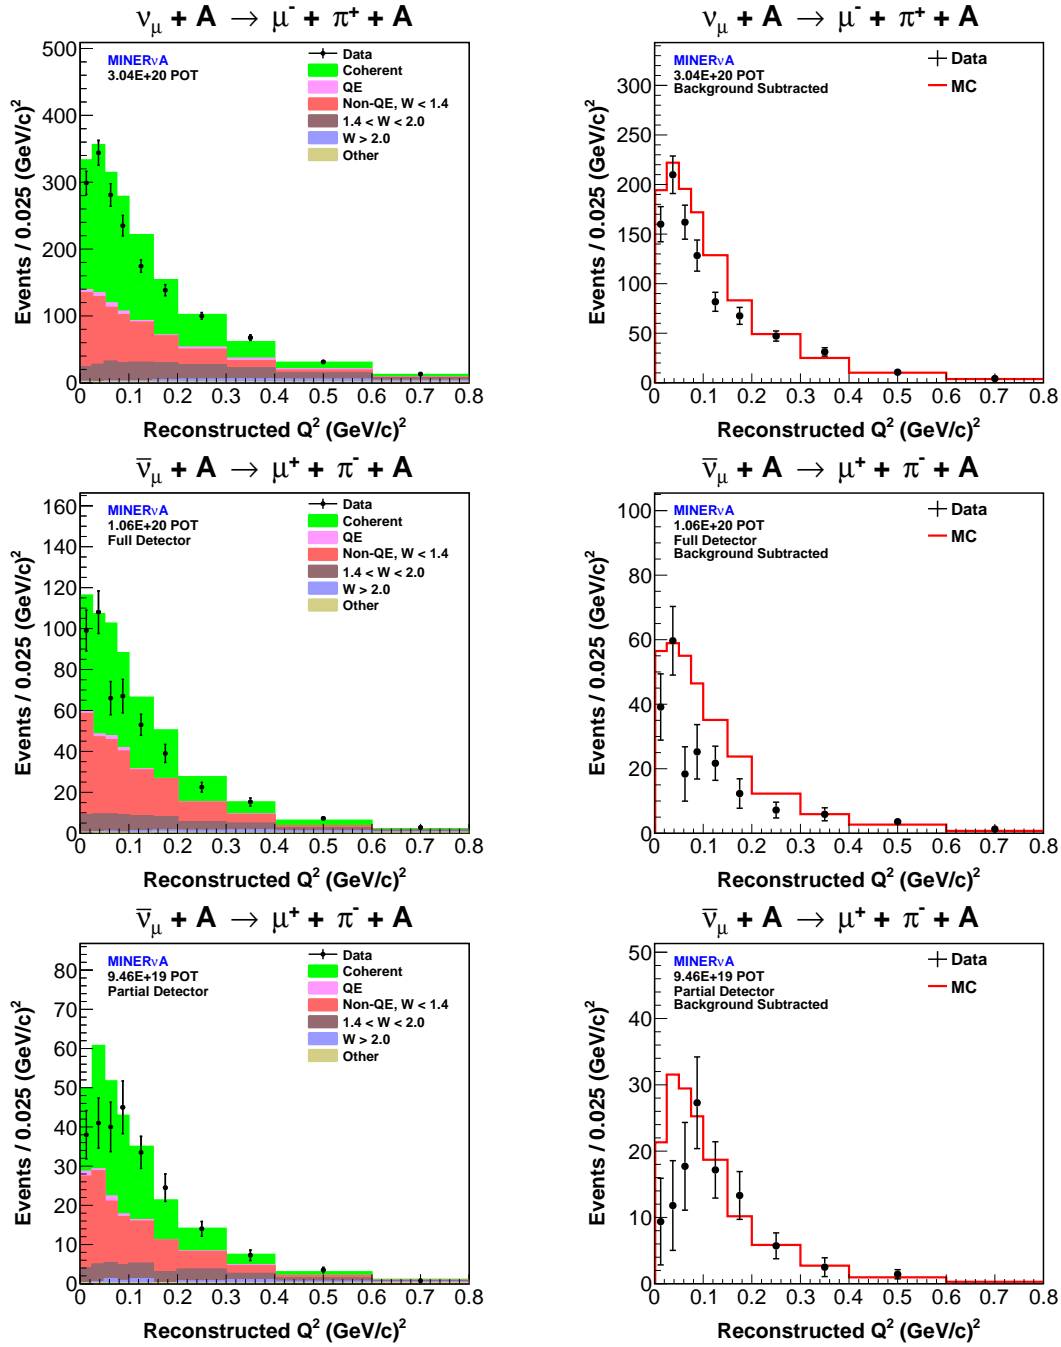 ν_μ + A → μ⁻ + π⁺ + A
500
400
300
200
100
0
Events / 0.025 (GeV/c)²
MINERνA
3.04E+20 POT
Data
Coherent
QE
Non-QE, W < 1.4
1.4 < W < 2.0
W > 2.0
Other
0 0.1 0.2 0.3 0.4 0.5 0.6 0.7 0.8
Reconstructed Q² (GeV/c)²
ν_μ + A → μ⁻ + π⁺ + A
300
250
200
150
100
50
0
Events / 0.025 (GeV/c)²
MINERνA
3.04E+20 POT
Background Subtracted
Data
MC
0 0.1 0.2 0.3 0.4 0.5 0.6 0.7 0.8
Reconstructed Q² (GeV/c)²
ν̄_μ + A → μ⁺ + π⁻ + A
160
140
120
100
80
60
40
20
0
Events / 0.025 (GeV/c)²
MINERνA
1.06E+20 POT
Full Detector
Data
Coherent
QE
Non-QE, W < 1.4
1.4 < W < 2.0
W > 2.0
Other
0 0.1 0.2 0.3 0.4 0.5 0.6 0.7 0.8
Reconstructed Q² (GeV/c)²
ν̄_μ + A → μ⁺ + π⁻ + A
100
80
60
40
20
0
Events / 0.025 (GeV/c)²
MINERνA
1.06E+20 POT
Full Detector
Background Subtracted
Data
MC
0 0.1 0.2 0.3 0.4 0.5 0.6 0.7 0.8
Reconstructed Q² (GeV/c)²
ν̄_μ + A → μ⁺ + π⁻ + A
80
70
60
50
40
30
20
10
0
Events / 0.025 (GeV/c)²
MINERνA
9.46E+19 POT
Partial Detector
Data
Coherent
QE
Non-QE, W < 1.4
1.4 < W < 2.0
W > 2.0
Other
0 0.1 0.2 0.3 0.4 0.5 0.6 0.7 0.8
Reconstructed Q² (GeV/c)²
ν̄_μ + A → μ⁺ + π⁻ + A
50
40
30
20
10
0
Events / 0.025 (GeV/c)²
MINERνA
9.46E+19 POT
Partial Detector
Background Subtracted
Data
MC
0 0.1 0.2 0.3 0.4 0.5 0.6 0.7 0.8
Reconstructed Q² (GeV/c)²